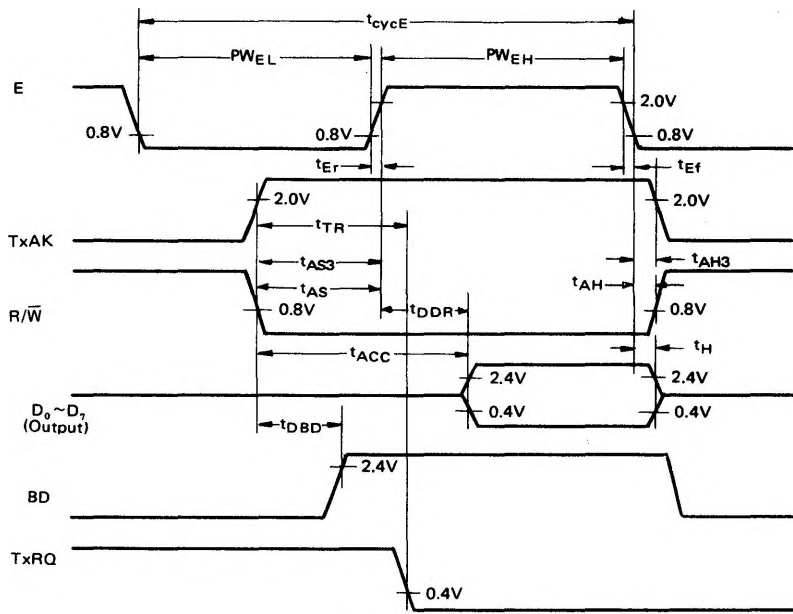 tcycE
PWEL
PWEH
E
2.0V
0.8V
0.8V
0.8V
tEr
tEf
2.0V
2.0V
tTR
TxAK
tAS3
tAH3
tAS
tAH
R/W̅
0.8V
tDDR
0.8V
tACC
tH
2.4V
2.4V
D₀~D₇
0.4V
0.4V
(Output)
tDBD
2.4V
BD
TxRQ
0.4V